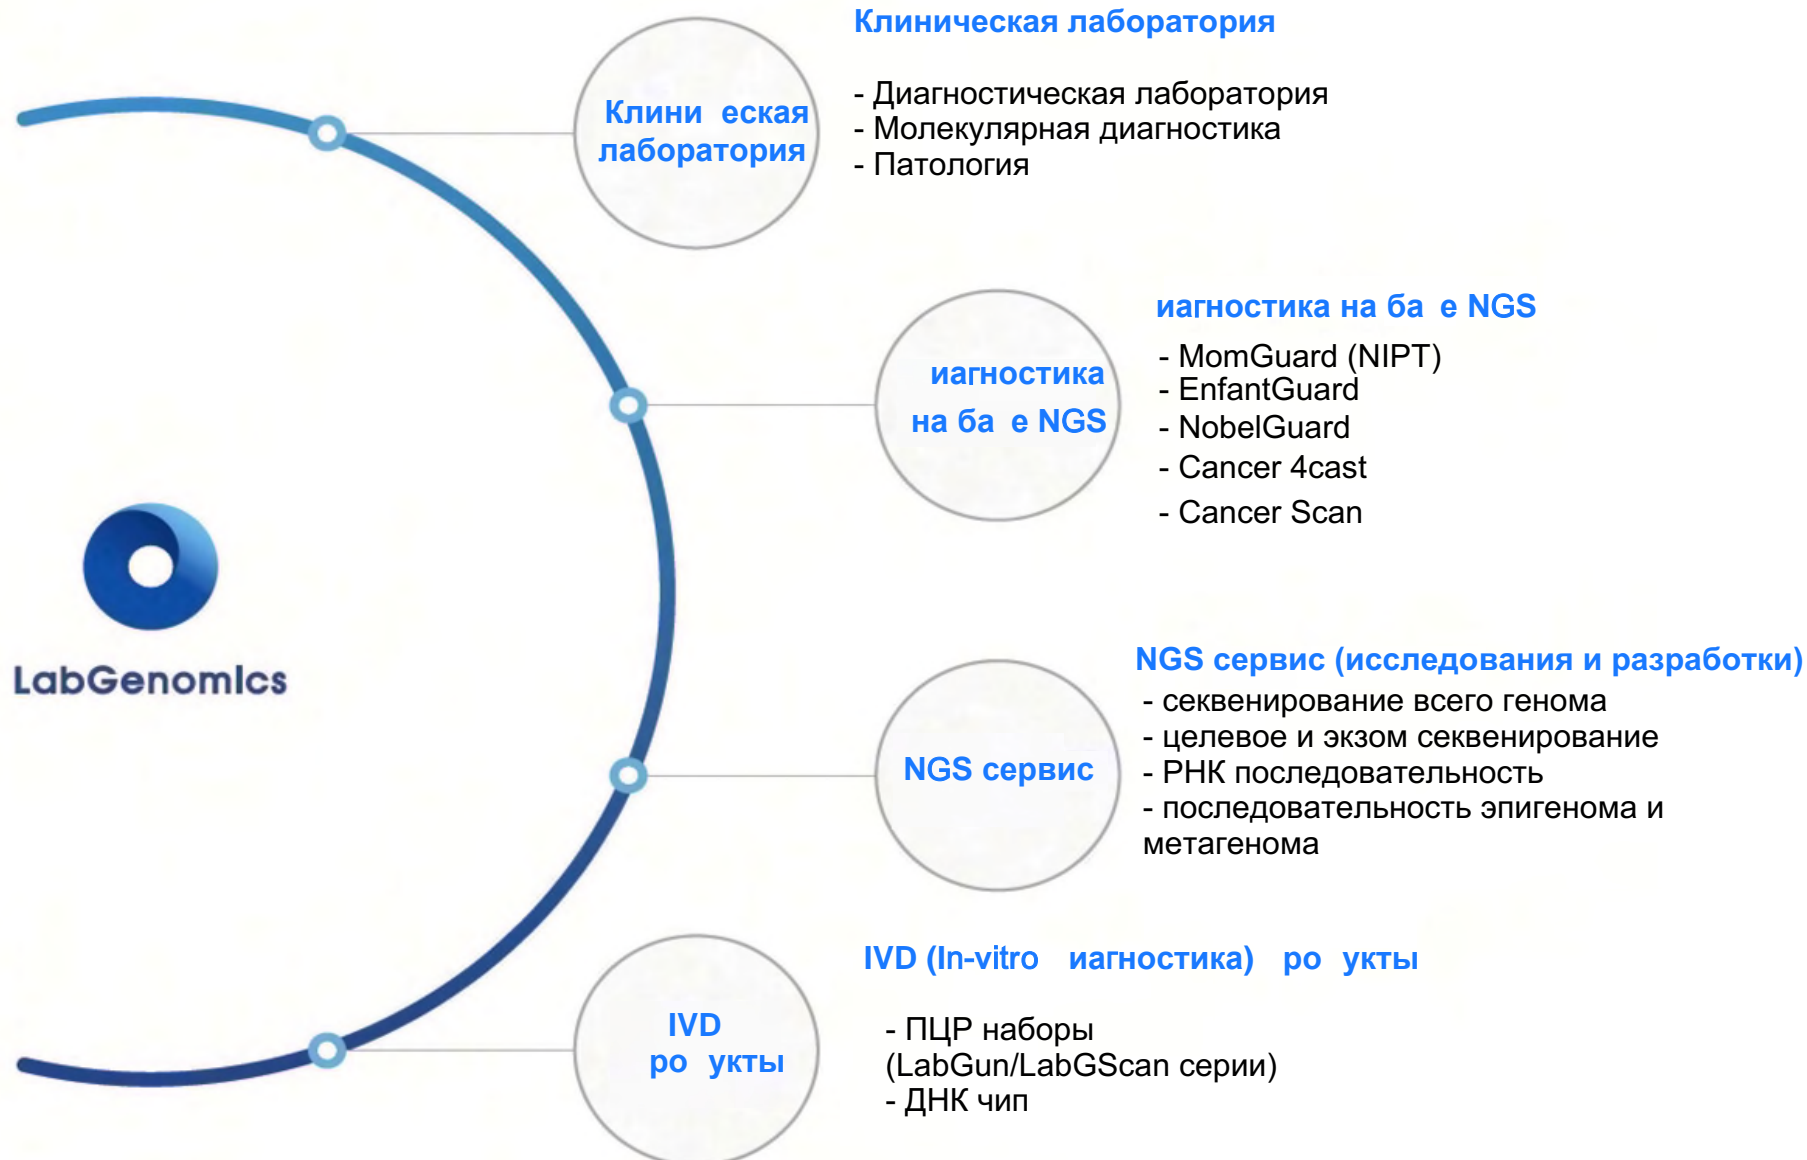 Клиническая лаборатория
- Диагностическая лаборатория
- Молекулярная диагностика
- Патология
Клини еская
лаборатория
иагностика на ба е NGS
- MomGuard (NIPT)
- EnfantGuard
- NobelGuard
- Cancer 4cast
- Cancer Scan
иагностика
на ба е NGS
LabGenomics
NGS сервис (исследования и разработки)
- секвенирование всего генома
- целевое и экзом секвенирование
- РНК последовательность
- последовательность эпигенома и
метагенома
NGS сервис
IVD (In-vitro иагностика) ро укты
- ПЦР наборы
(LabGun/LabGScan серии)
- ДНК чип
IVD
ро укты